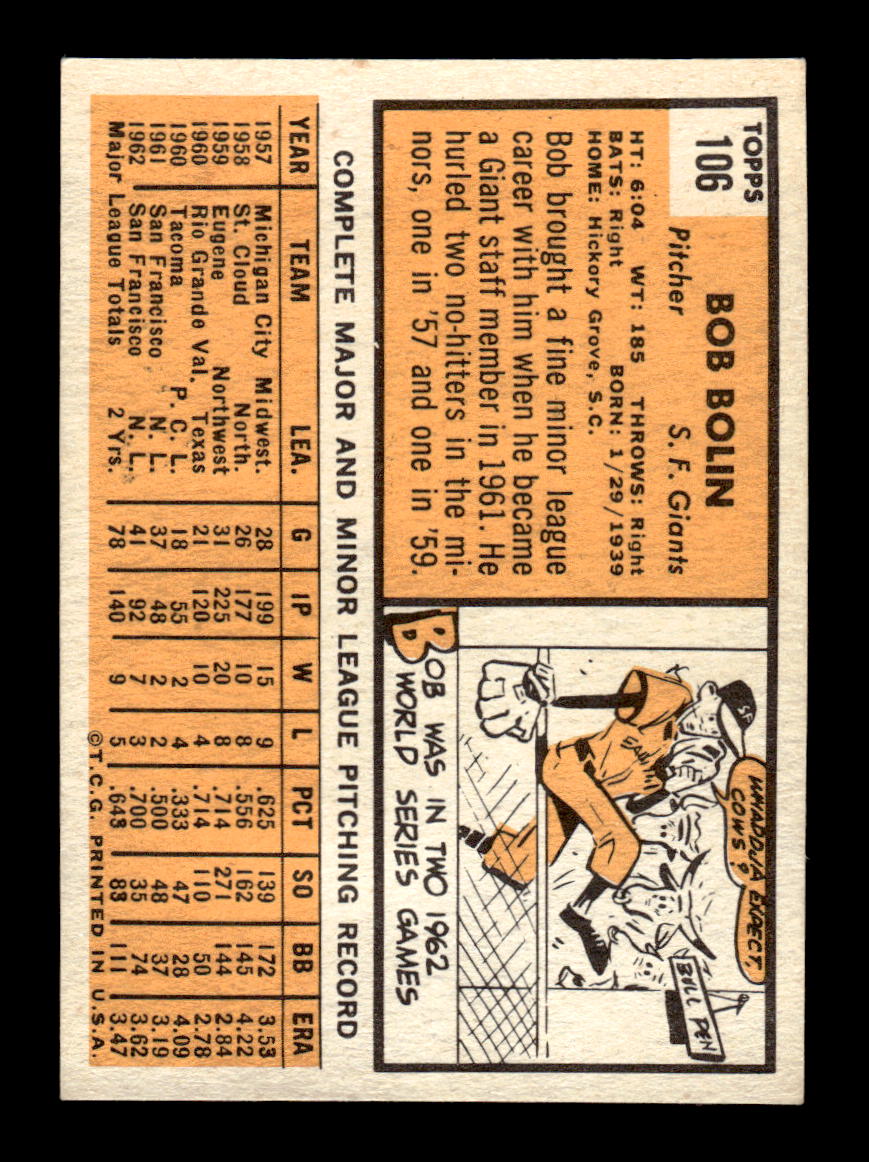 TOPPS
106
BOB BOLIN
Pitcher S. F. Giants
HT: 6:04 WT: 185 THROWS: Right
BATS: Right BORN: 1/29/1939
HOME: Hickory Grove, S.C.
Bob brought a fine minor league
career with him when he became
a Giant staff member in 1961. He
hurled two no-hitters in the mi-
nors, one in '57 and one in '59.
WHADDJA EXPECT,
COWS?
BULL PEN
SF
BOB WAS IN TWO 1962
WORLD SERIES GAMES
COMPLETE MAJOR AND MINOR LEAGUE PITCHING RECORD
YEAR TEAM LEA. G IP W L PCT SO BB ERA
1957 Michigan City Midwest. 28 199 15 9 .625 139 172 3.53
1958 St. Cloud North. 26 177 10 8 .556 162 145 4.22
1959 Eugene Northwest 31 225 20 8 .714 271 144 2.84
1960 Rio Grande Val. Texas 21 120 10 4 .714 110 50 2.78
1960 Tacoma P. C. L. 18 55 2 4 .333 47 28 4.09
1961 San Francisco N. L. 37 48 2 2 .500 48 37 3.19
1962 San Francisco N. L. 41 92 7 3 .700 35 74 3.62
Major League Totals 2 Yrs. 78 140 9 5 .643 83 111 3.47
©T.C.G. PRINTED IN U.S.A.